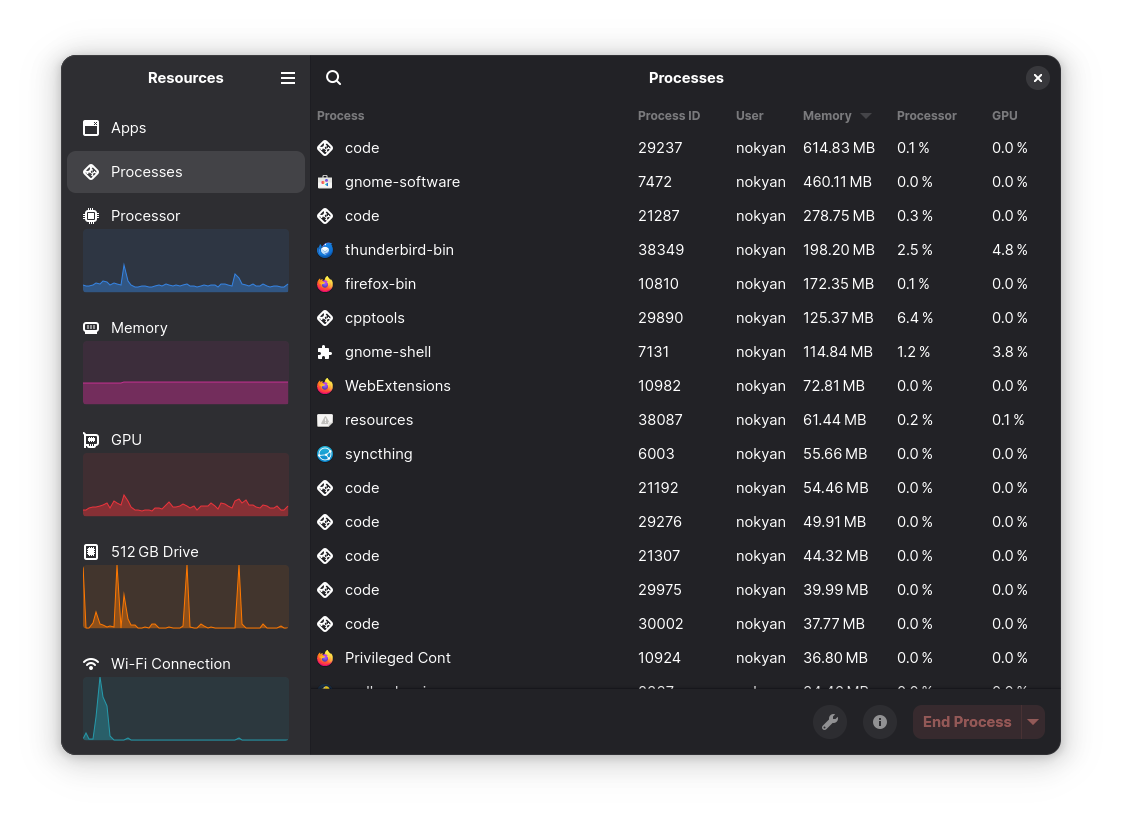 Resources
Apps
Processes
Processor
Memory
GPU
512 GB Drive
Wi-Fi Connection
Processes
Process Process ID User Memory Processor GPU
code 29237 nokyan 614.83 MB 0.1 % 0.0 %
gnome-software 7472 nokyan 460.11 MB 0.0 % 0.0 %
code 21287 nokyan 278.75 MB 0.3 % 0.0 %
thunderbird-bin 38349 nokyan 198.20 MB 2.5 % 4.8 %
firefox-bin 10810 nokyan 172.35 MB 0.1 % 0.0 %
cpptools 29890 nokyan 125.37 MB 6.4 % 0.0 %
gnome-shell 7131 nokyan 114.84 MB 1.2 % 3.8 %
WebExtensions 10982 nokyan 72.81 MB 0.0 % 0.0 %
resources 38087 nokyan 61.44 MB 0.2 % 0.1 %
syncthing 6003 nokyan 55.66 MB 0.0 % 0.0 %
code 21192 nokyan 54.46 MB 0.0 % 0.0 %
code 29276 nokyan 49.91 MB 0.0 % 0.0 %
code 21307 nokyan 44.32 MB 0.0 % 0.0 %
code 29975 nokyan 39.99 MB 0.0 % 0.0 %
code 30002 nokyan 37.77 MB 0.0 % 0.0 %
Privileged Cont 10924 nokyan 36.80 MB 0.0 % 0.0 %
End Process